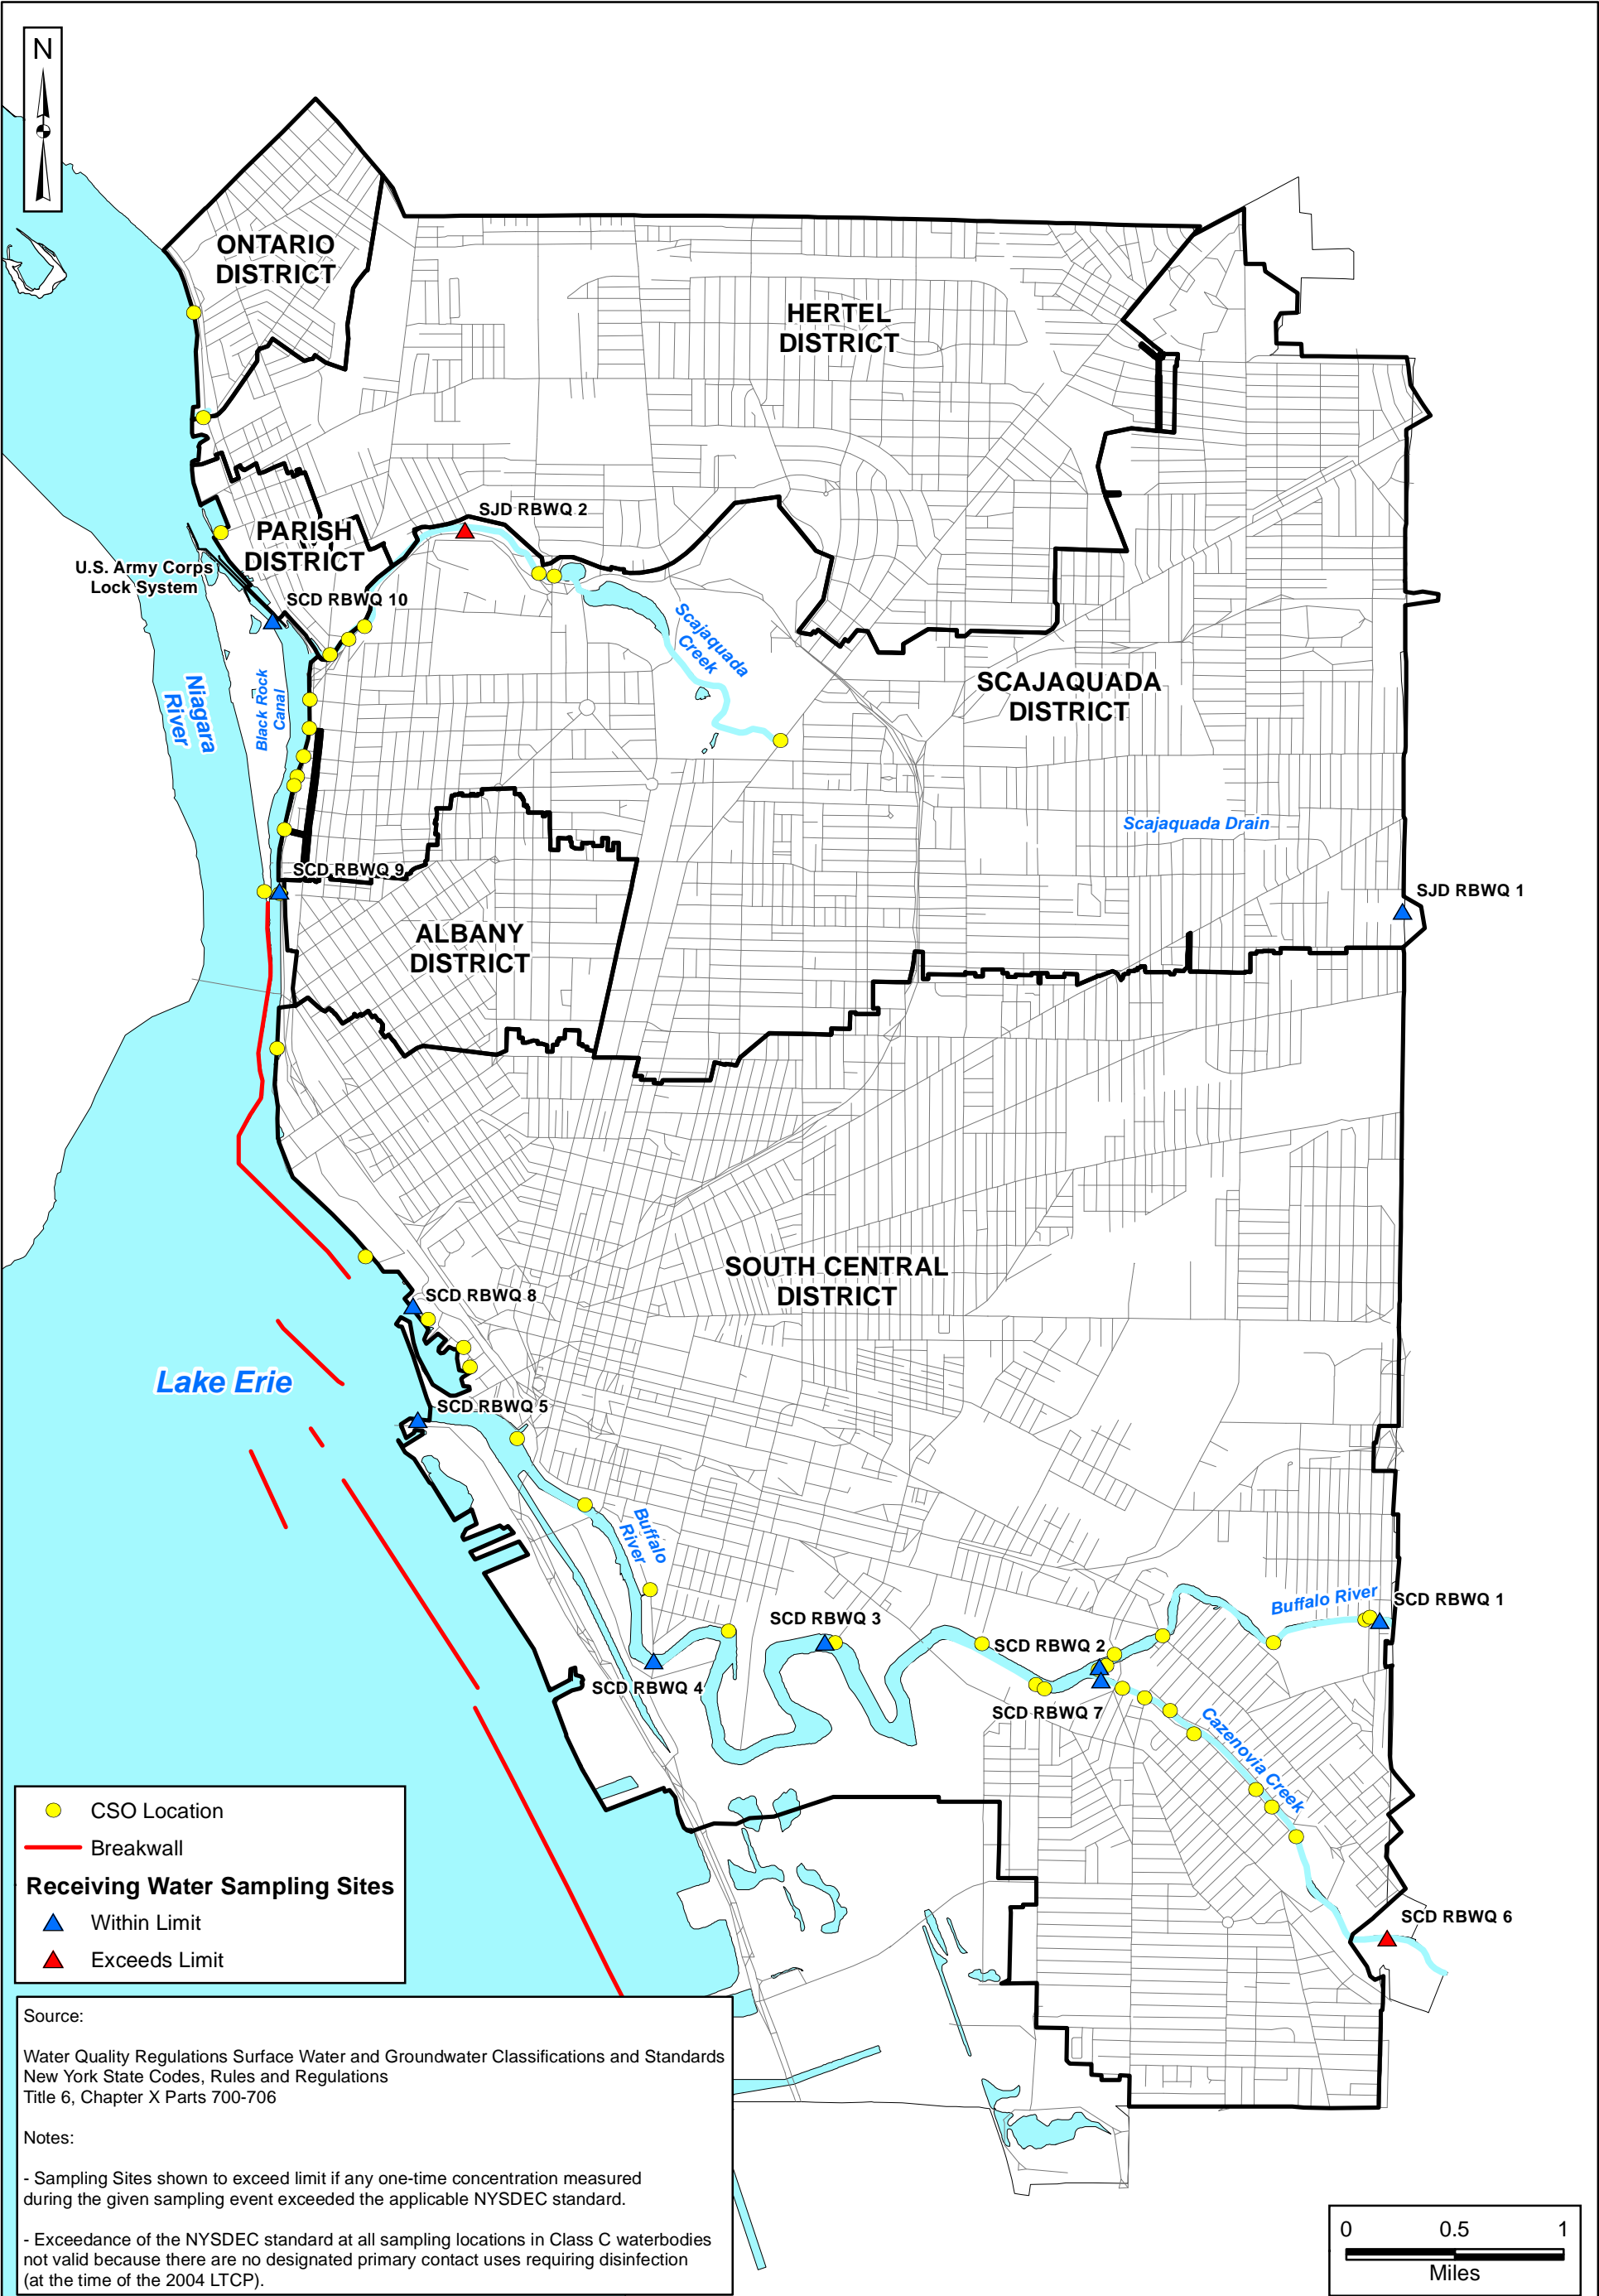 N
ONTARIO
DISTRICT
HERTEL
DISTRICT
SJD RBWQ 2
PARISH
DISTRICT
U.S. Army Corps
Lock System
SCD RBWQ 10
Scajaquada
Creek
Niagara
River
Black Rock
Canal
SCAJAQUADA
DISTRICT
Scajaquada Drain
SCD RBWQ 9
SJD RBWQ 1
ALBANY
DISTRICT
SOUTH CENTRAL
DISTRICT
SCD RBWQ 8
Lake Erie
SCD RBWQ 5
Buffalo
River
Buffalo River
SCD RBWQ 1
SCD RBWQ 3
SCD RBWQ 2
SCD RBWQ 4
SCD RBWQ 7
Cazenovia Creek
SCD RBWQ 6
CSO Location
Breakwall
Receiving Water Sampling Sites
Within Limit
Exceeds Limit
Source:
Water Quality Regulations Surface Water and Groundwater Classifications and Standards
New York State Codes, Rules and Regulations
Title 6, Chapter X Parts 700-706
Notes:
- Sampling Sites shown to exceed limit if any one-time concentration measured
during the given sampling event exceeded the applicable NYSDEC standard.
- Exceedance of the NYSDEC standard at all sampling locations in Class C waterbodies
not valid because there are no designated primary contact uses requiring disinfection
(at the time of the 2004 LTCP).
0 0.5 1
Miles